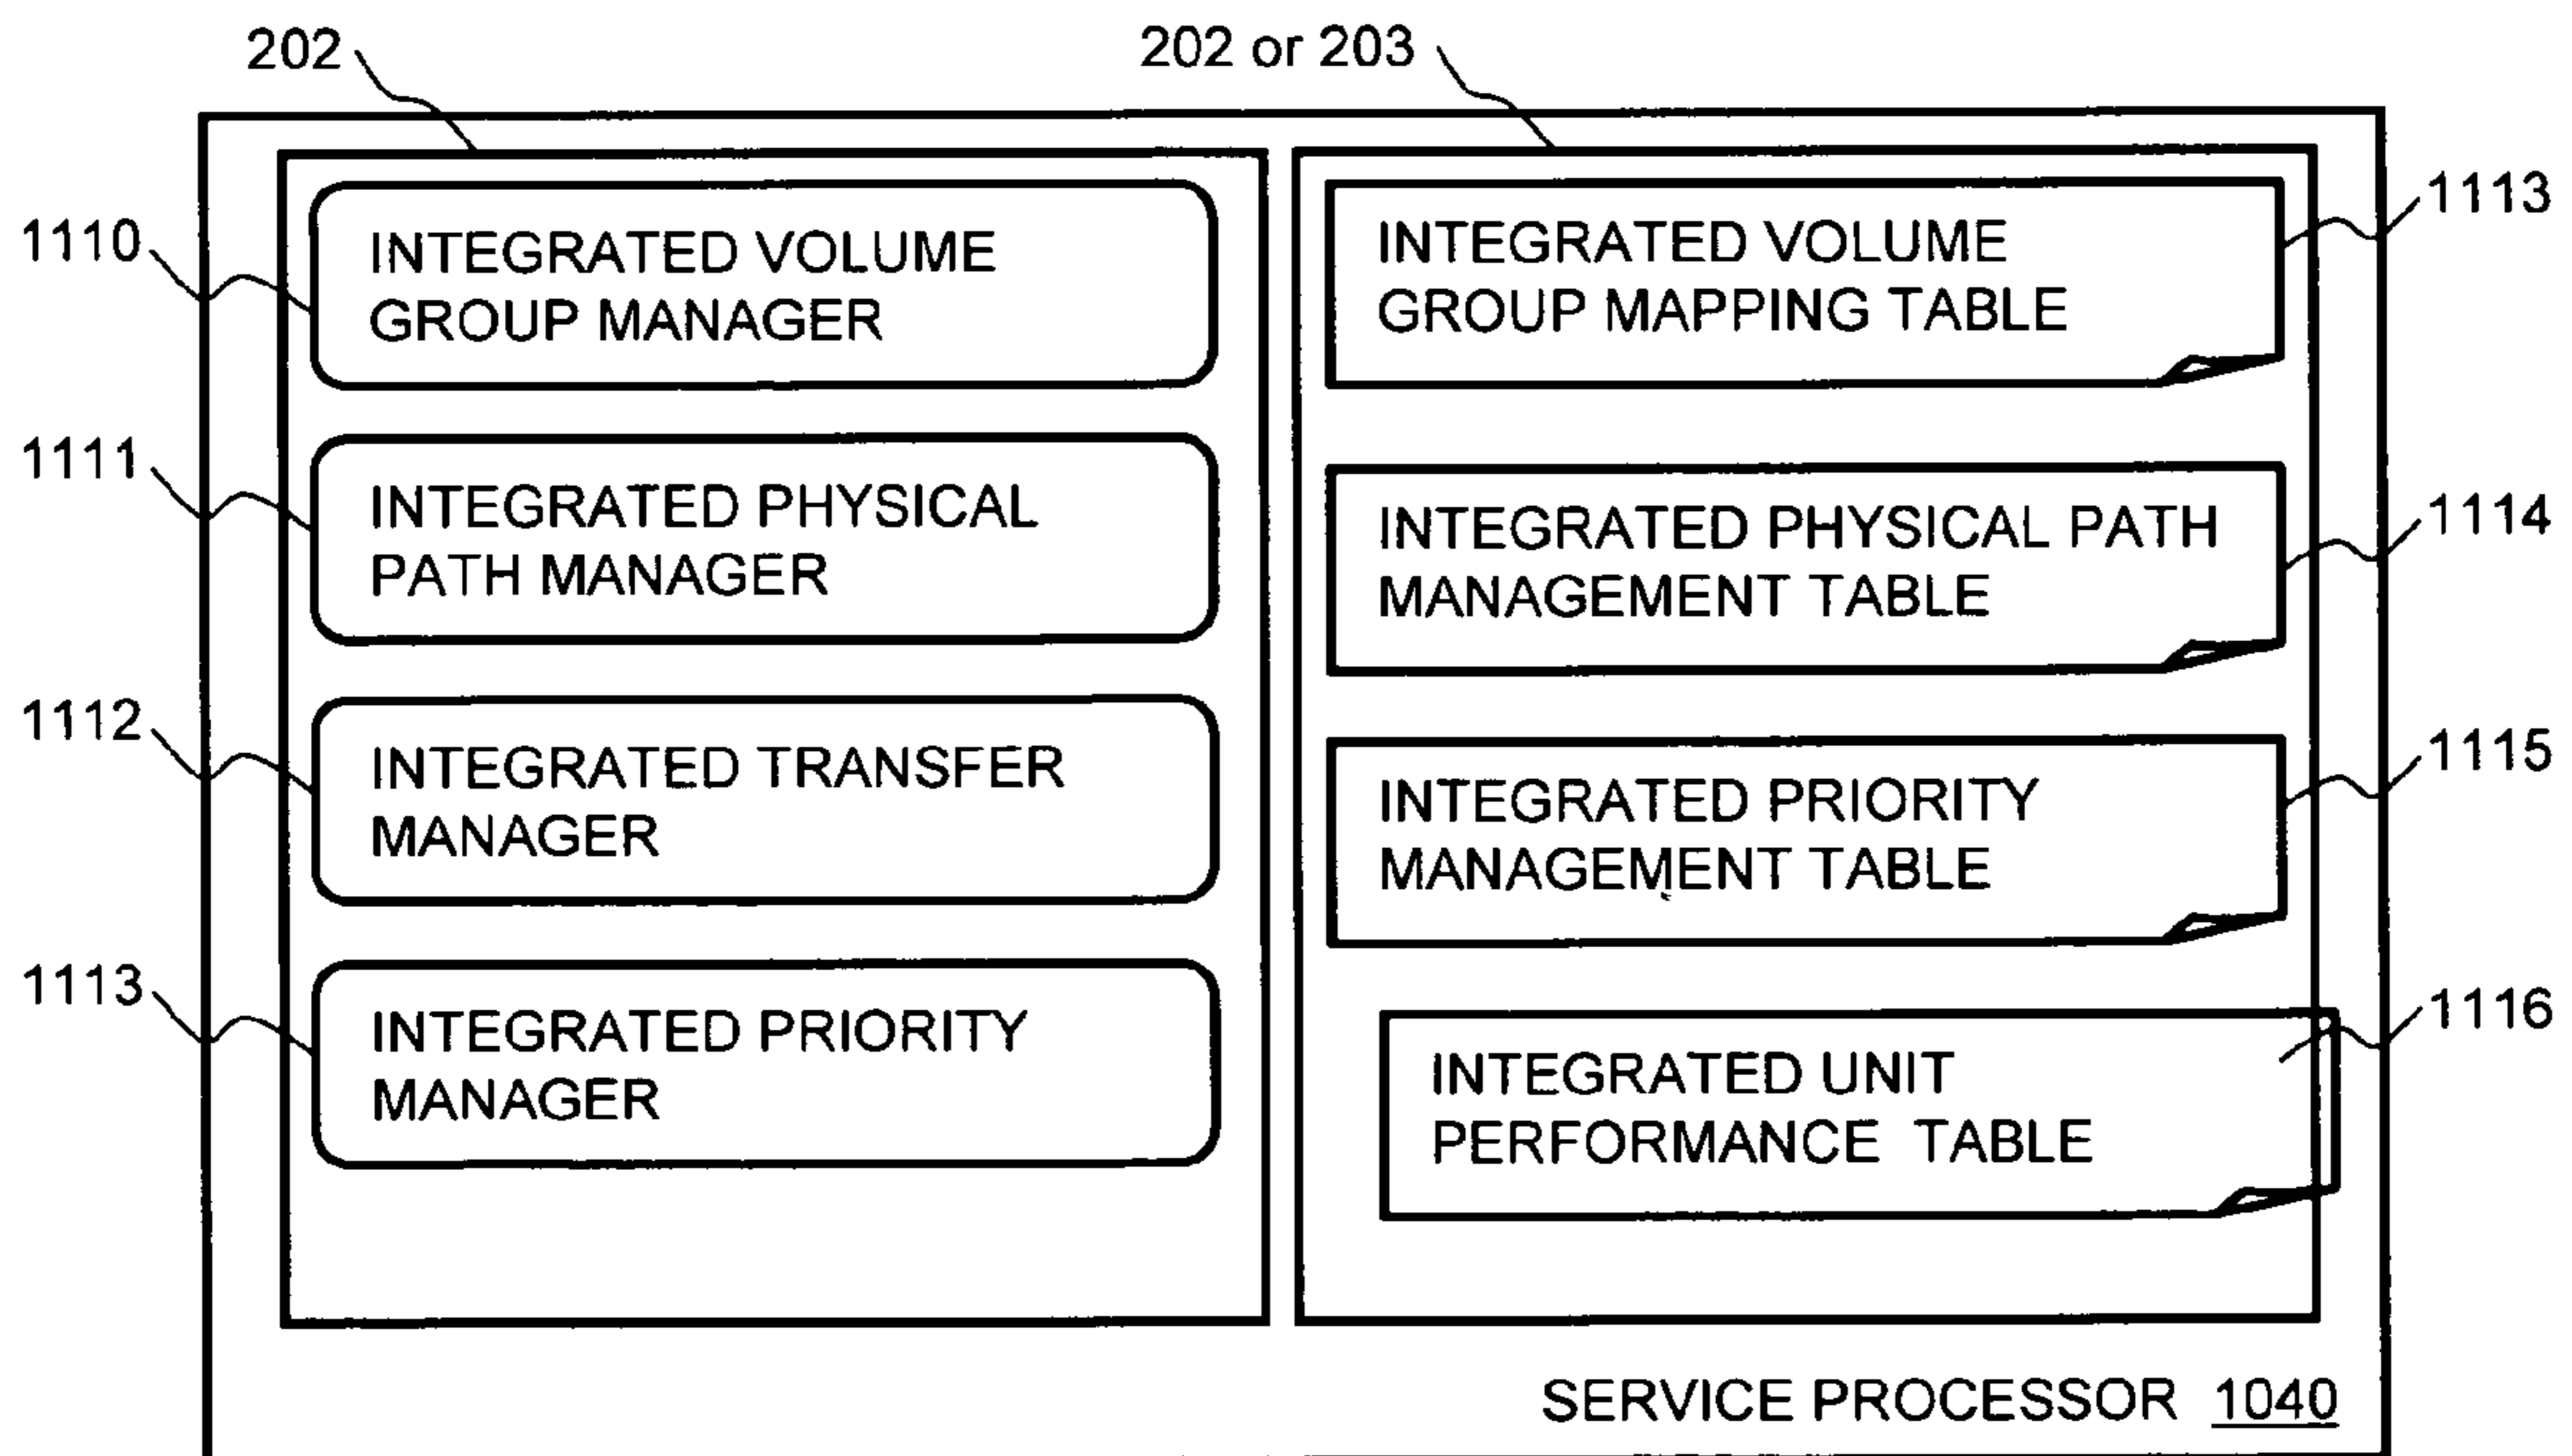 202
202 or 203
1110
INTEGRATED VOLUME
GROUP MANAGER
1111
INTEGRATED PHYSICAL
PATH MANAGER
1112
INTEGRATED TRANSFER
MANAGER
1113
INTEGRATED PRIORITY
MANAGER
INTEGRATED VOLUME
GROUP MAPPING TABLE
1113
INTEGRATED PHYSICAL PATH
MANAGEMENT TABLE
1114
INTEGRATED PRIORITY
MANAGEMENT TABLE
1115
INTEGRATED UNIT
PERFORMANCE TABLE
1116
SERVICE PROCESSOR 1040